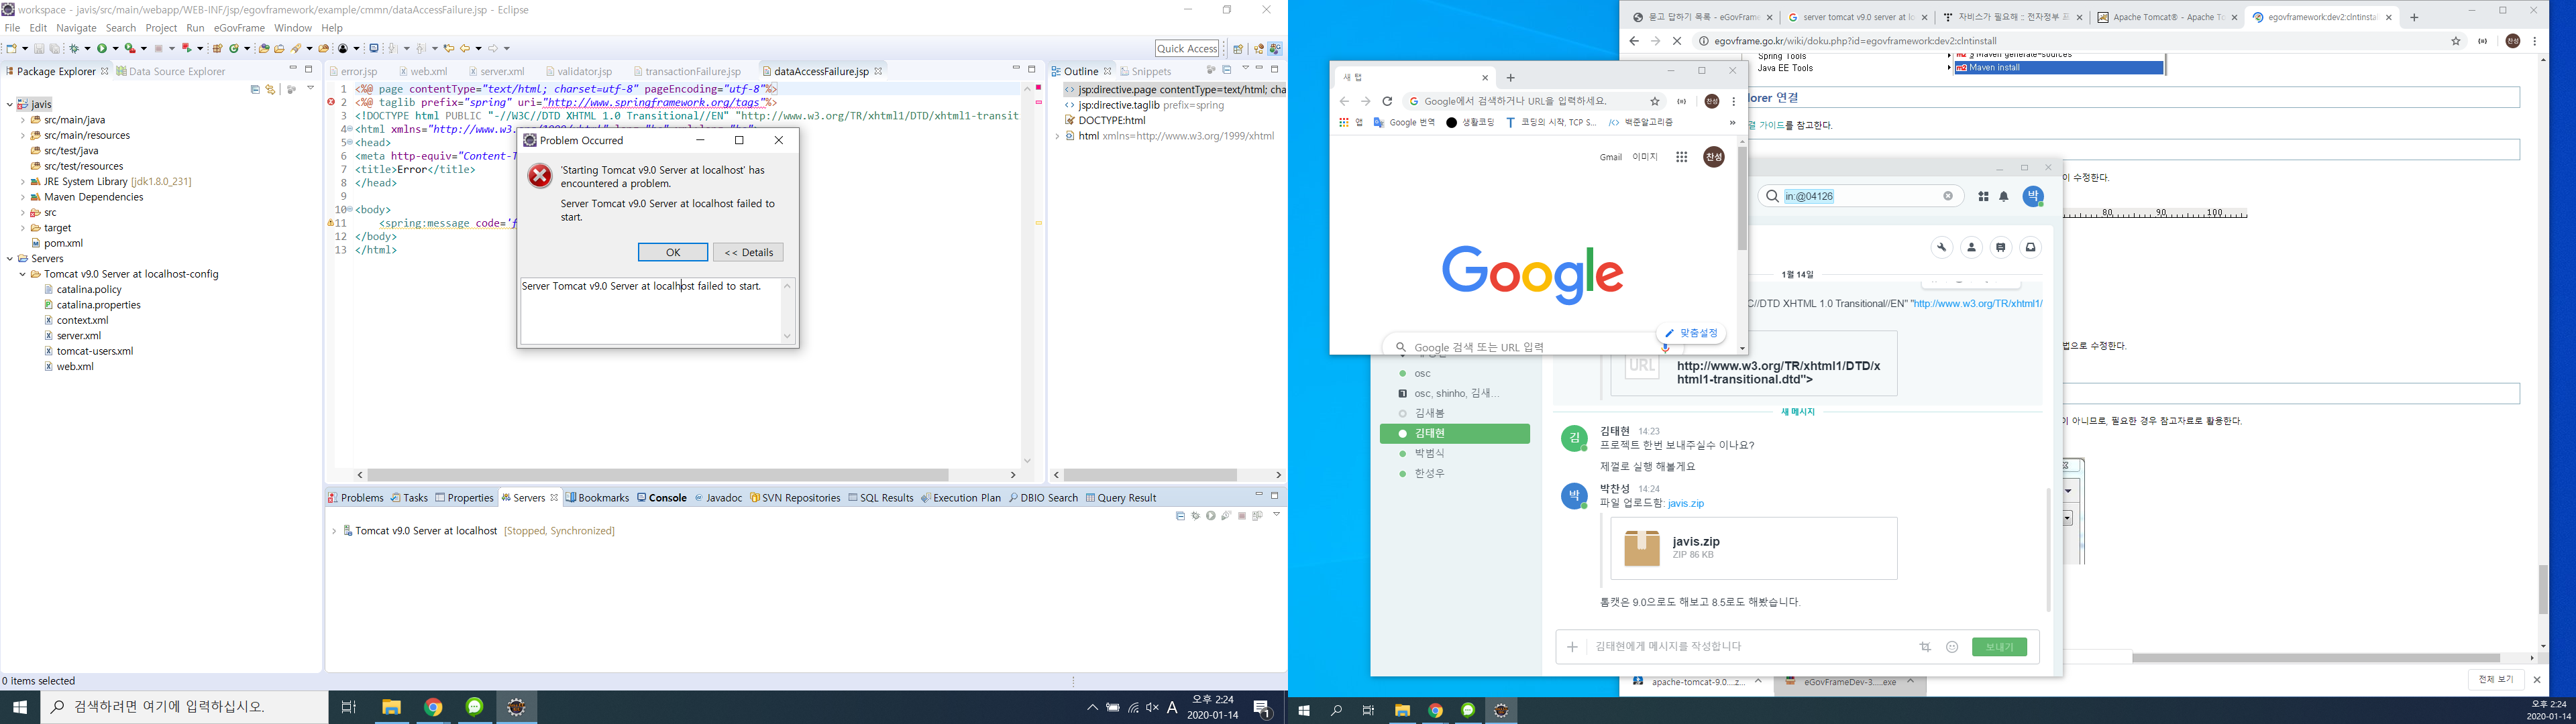 workspace - javis/src/main/webapp/WEB-INF/jsp/egovframework/example/cmmn/dataAccessFailure.jsp - Eclipse
File Edit Navigate Search Project Run eGovFrame Window Help
Quick Access
Package Explorer
Data Source Explorer
javis
src/main/java
src/main/resources
src/test/java
src/test/resources
JRE System Library [jdk1.8.0_231]
Maven Dependencies
src
target
pom.xml
Servers
Tomcat v9.0 Server at localhost-config
catalina.policy
catalina.properties
context.xml
server.xml
tomcat-users.xml
web.xml
error.jsp
web.xml
server.xml
validator.jsp
transactionFailure.jsp
dataAccessFailure.jsp
1 <%@ page contentType="text/html; charset=utf-8" pageEncoding="utf-8"%>
2 <%@ taglib prefix="spring" uri="http://www.springframework.org/tags"%>
3 <!DOCTYPE html PUBLIC "-//W3C//DTD XHTML 1.0 Transitional//EN" "http://www.w3.org/TR/xhtml1/DTD/xhtml1-transit
4 <html xmlns="http://www.w3.
5 <head>
6 <meta http-equiv="Content-T
7 <title>Error</title>
8 </head>
9
10 <body>
11 <spring:message code='f
12 </body>
13 </html>
Problem Occurred
'Starting Tomcat v9.0 Server at localhost' has
encountered a problem.
Server Tomcat v9.0 Server at localhost failed to
start.
OK
<< Details
Server Tomcat v9.0 Server at localhost failed to start.
Outline
Snippets
jsp:directive.page contentType=text/html; cha
jsp:directive.taglib prefix=spring
DOCTYPE:html
html xmlns=http://www.w3.org/1999/xhtml
Problems Tasks Properties Servers Bookmarks Console Javadoc SVN Repositories SQL Results Execution Plan DBIO Search Query Result
Tomcat v9.0 Server at localhost [Stopped, Synchronized]
0 items selected
검색하려면 여기에 입력하십시오.
A
오후 2:24
2020-01-14
1
묻고 답하기 목록 - eGovFrame
server tomcat v9.0 server at lo
자비스가 필요해 :: 전자정부 프
Apache Tomcat® - Apache To
egovframework:dev2:clntinstall
egovframe.go.kr/wiki/doku.php?id=egovframework:dev2:clntinstall
찬성
Spring Tools
Java EE Tools
Maven generate-sources
Maven install
lorer 연결
결 가이드를 참고한다.
이 수정한다.
80 90 100
법으로 수정한다.
이 아니므로, 필요한 경우 참고자료로 활용한다.
새 탭
Google에서 검색하거나 URL을 입력하세요.
찬성
앱
Google 번역
생활코딩
코딩의 시작, TCP S...
백준알고리즘
Gmail 이미지
찬성
Google
Google 검색 또는 URL 입력
맞춤설정
in:@04126
박
1월 14일
C//DTD XHTML 1.0 Transitional//EN" "http://www.w3.org/TR/xhtml1/
URL
http://www.w3.org/TR/xhtml1/DTD/x
html1-transitional.dtd">
새 메시지
osc
osc, shinho, 김새...
김새봄
김태현
박범식
한성우
김
김태현 14:23
프로젝트 한번 보내주실수 이나요?
제껄로 실행 해볼게요
박
박찬성 14:24
파일 업로드함: javis.zip
javis.zip
ZIP 86 KB
톰캣은 9.0으로도 해보고 8.5로도 해봤습니다.
김태현에게 메시지를 작성합니다
보내기
apache-tomcat-9.0....z...
eGovFrameDev-3.....exe
전체 보기
오후 2:24
2020-01-14